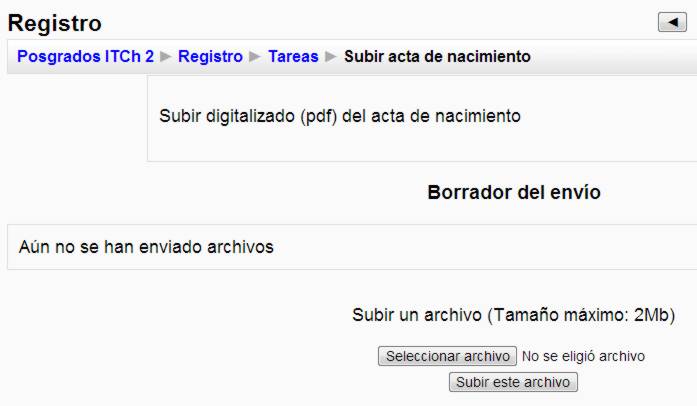 Registro
◄
Posgrados ITCh 2 ► Registro ► Tareas ► Subir acta de nacimiento
Subir digitalizado (pdf) del acta de nacimiento
Borrador del envío
Aún no se han enviado archivos
Subir un archivo (Tamaño máximo: 2Mb)
Seleccionar archivo No se eligió archivo
Subir este archivo